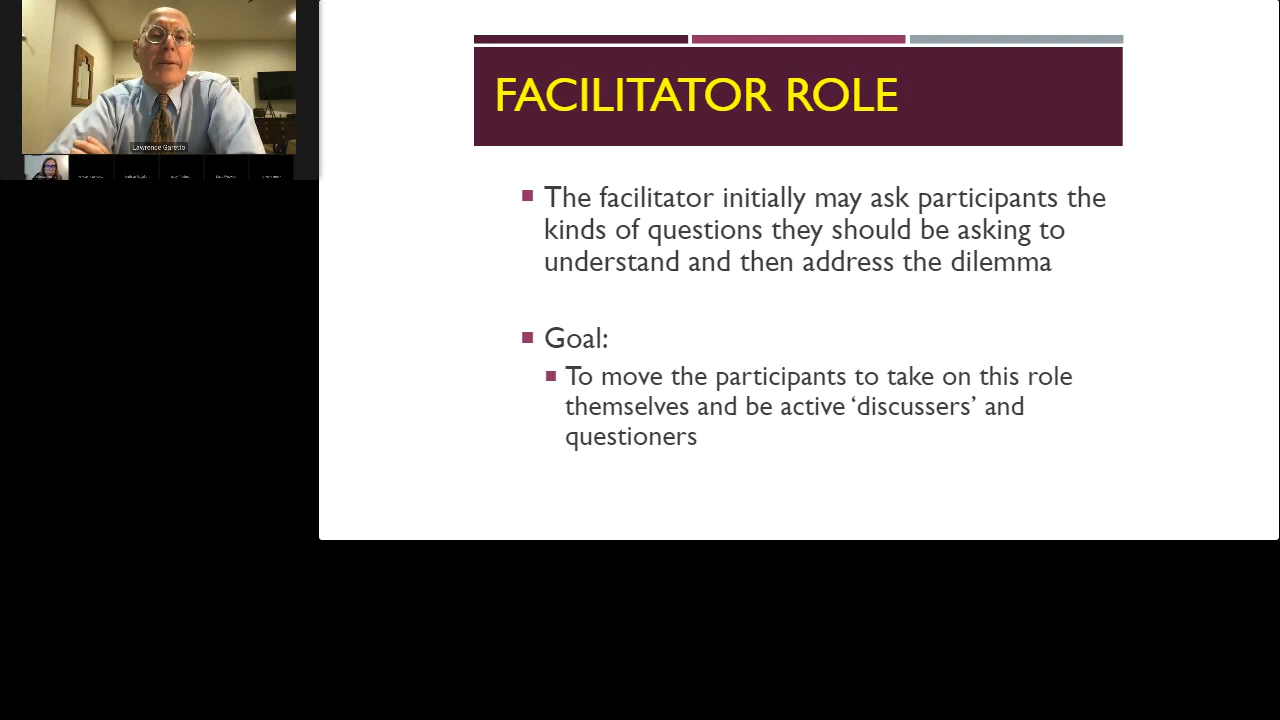 Lawrence Garetto
FACILITATOR ROLE
The facilitator initially may ask participants the
kinds of questions they should be asking to
understand and then address the dilemma
Goal:
To move the participants to take on this role
themselves and be active ‘discussers’ and
questioners